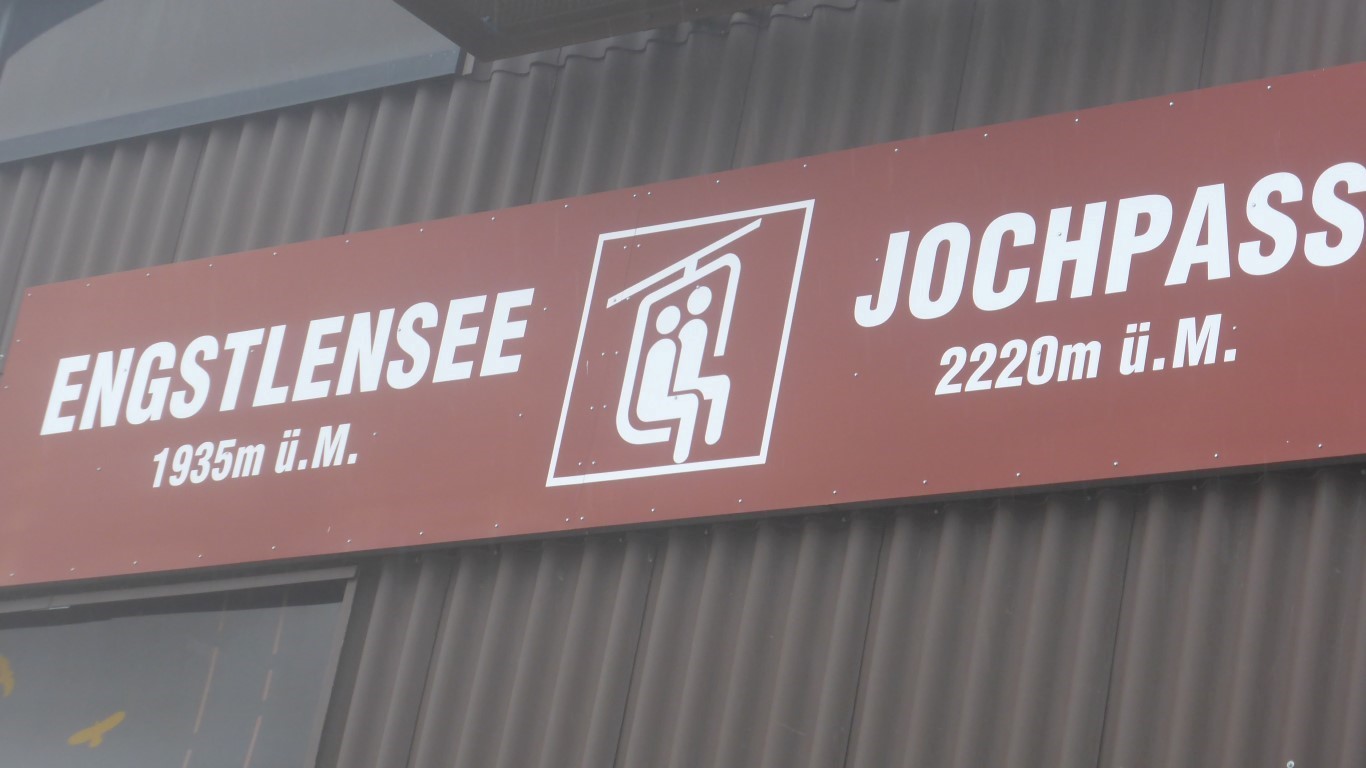 ENGSTLENSEE
1935m ü.M.
JOCHPASS
2220m ü.M.